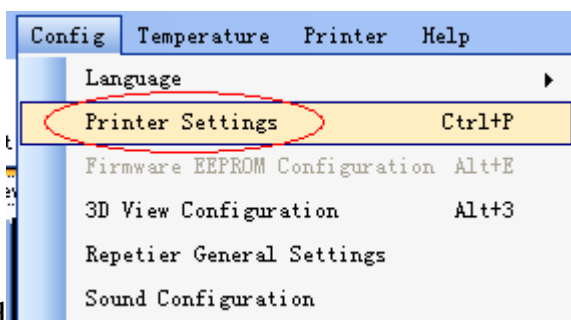 Config Temperature Printer Help
Language
Printer Settings Ctrl+P
Firmware EEPROM Configuration Alt+E
3D View Configuration Alt+3
Repetier General Settings
Sound Configuration